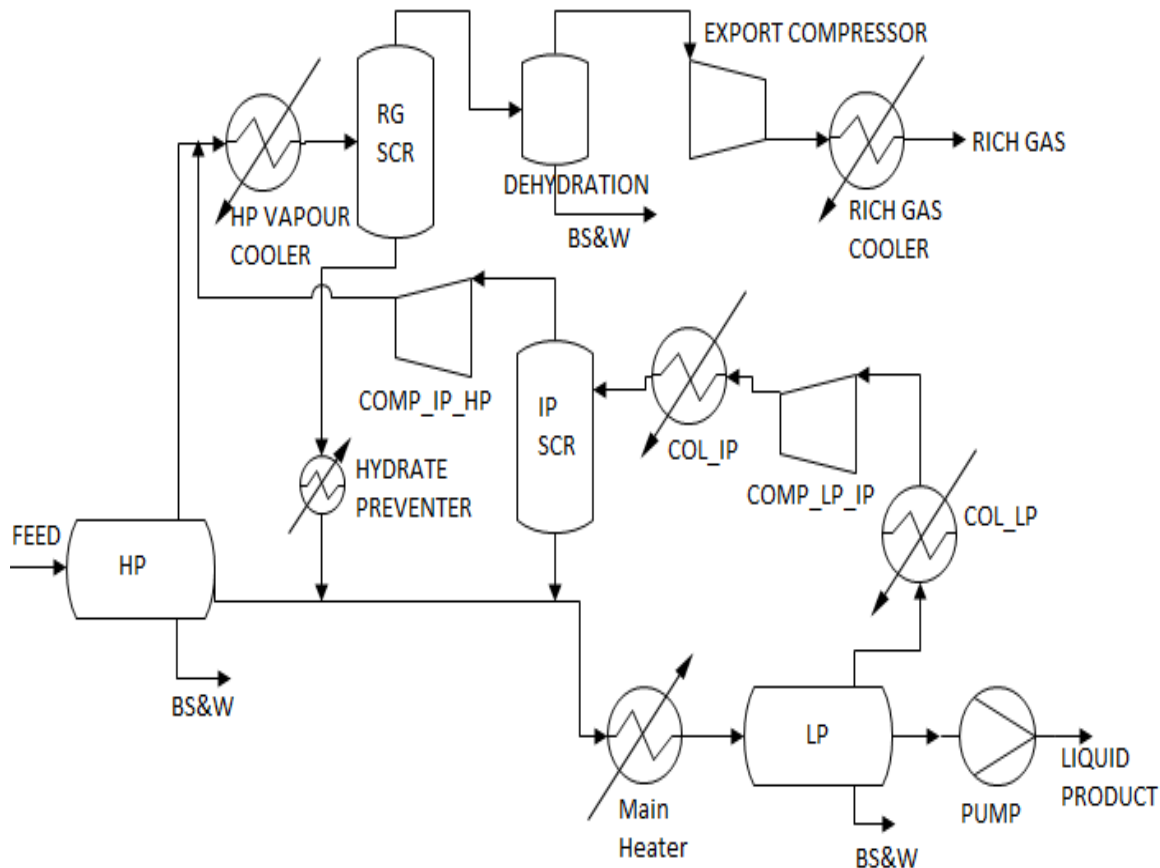 EXPORT COMPRESSOR
RG
SCR
RICH GAS
DEHYDRATION
HP VAPOUR
COOLER
BS&W
RICH GAS
COOLER
COMP_IP_HP
IP
SCR
COL_IP
COMP_LP_IP
HYDRATE
PREVENTER
COL_LP
FEED
HP
BS&W
LP
LIQUID
PRODUCT
Main
Heater
PUMP
BS&W